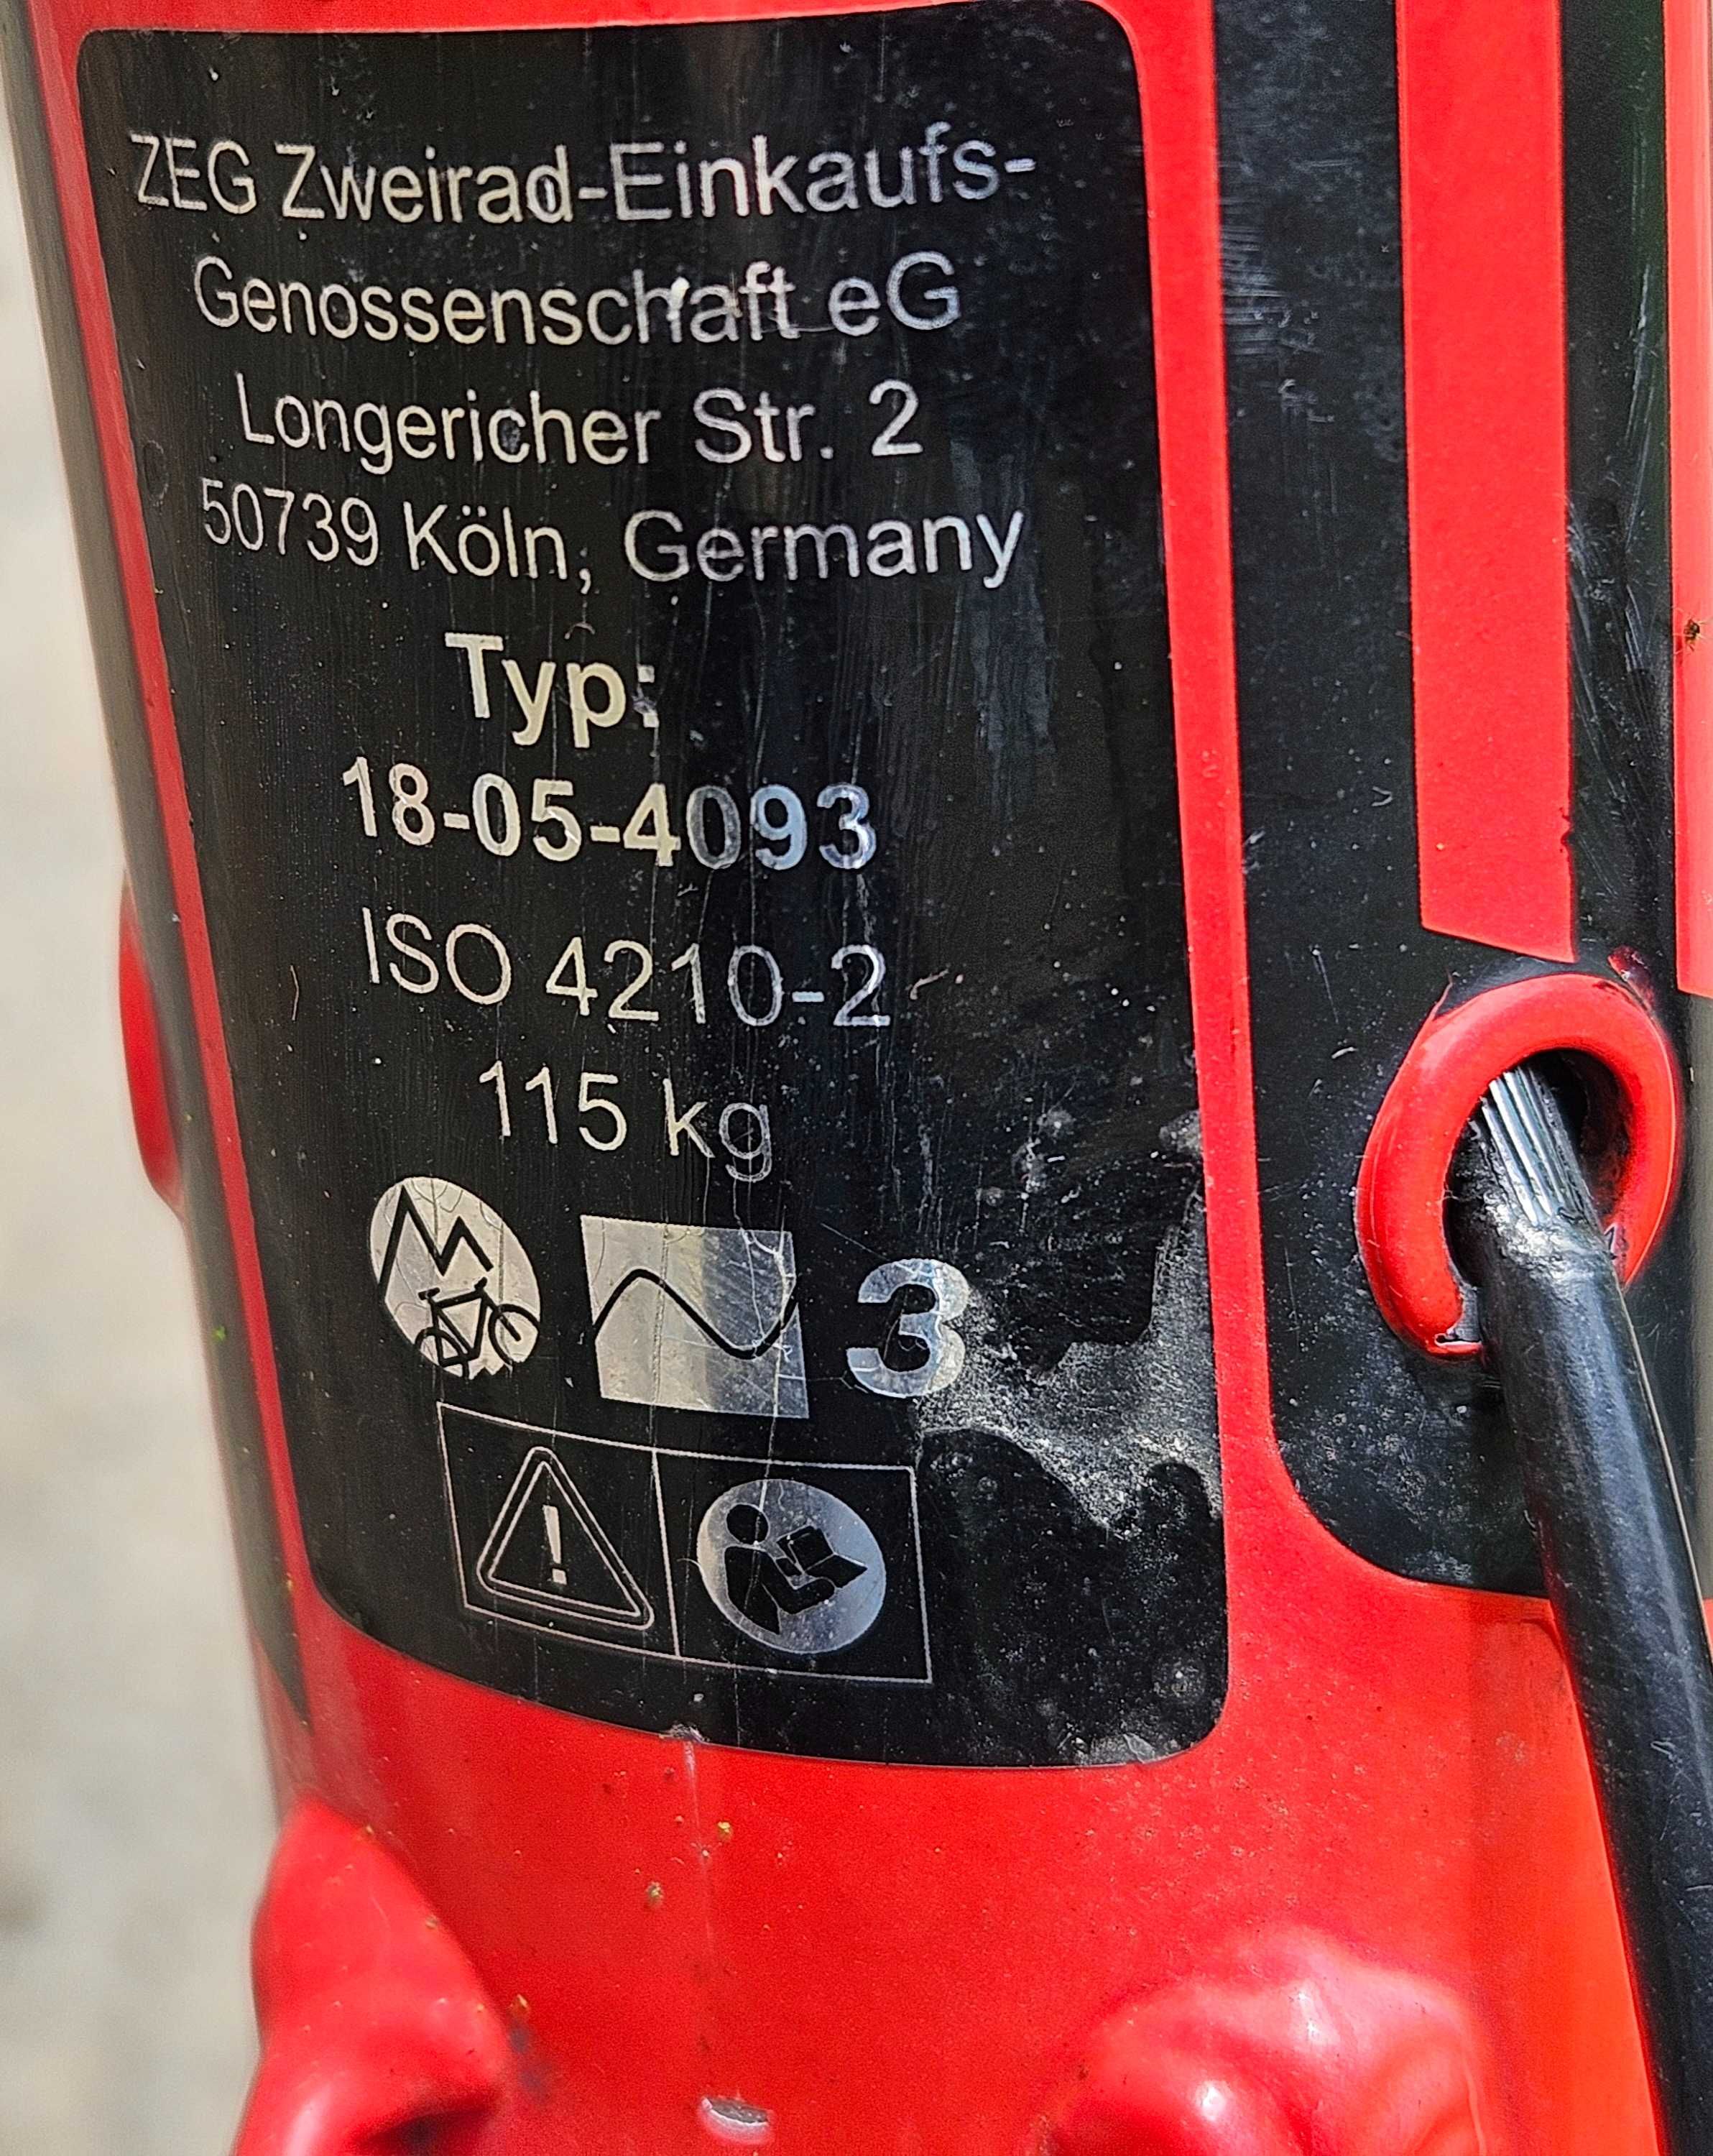 ZEG Zweirad-Einkaufs-
Genossenschaft eG
Longericher Str. 2
50739 Köln, Germany
Typ:
18-05-4093
ISO 4210-2
115 kg
3